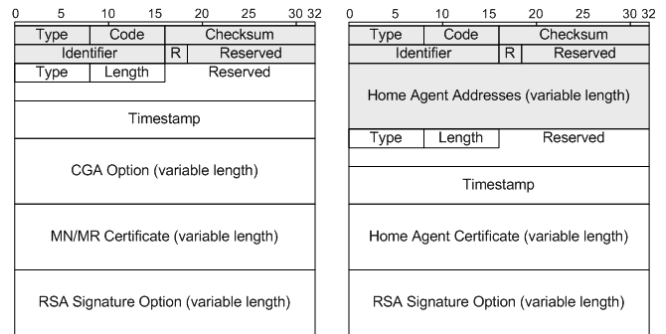 0 5 10 15 20 25 30 32
Type Code Checksum
Identifier R Reserved
Type Length Reserved
Timestamp
CGA Option (variable length)
MN/MR Certificate (variable length)
RSA Signature Option (variable length)
0 5 10 15 20 25 30 32
Type Code Checksum
Identifier R Reserved
Home Agent Addresses (variable length)
Type Length Reserved
Timestamp
Home Agent Certificate (variable length)
RSA Signature Option (variable length)